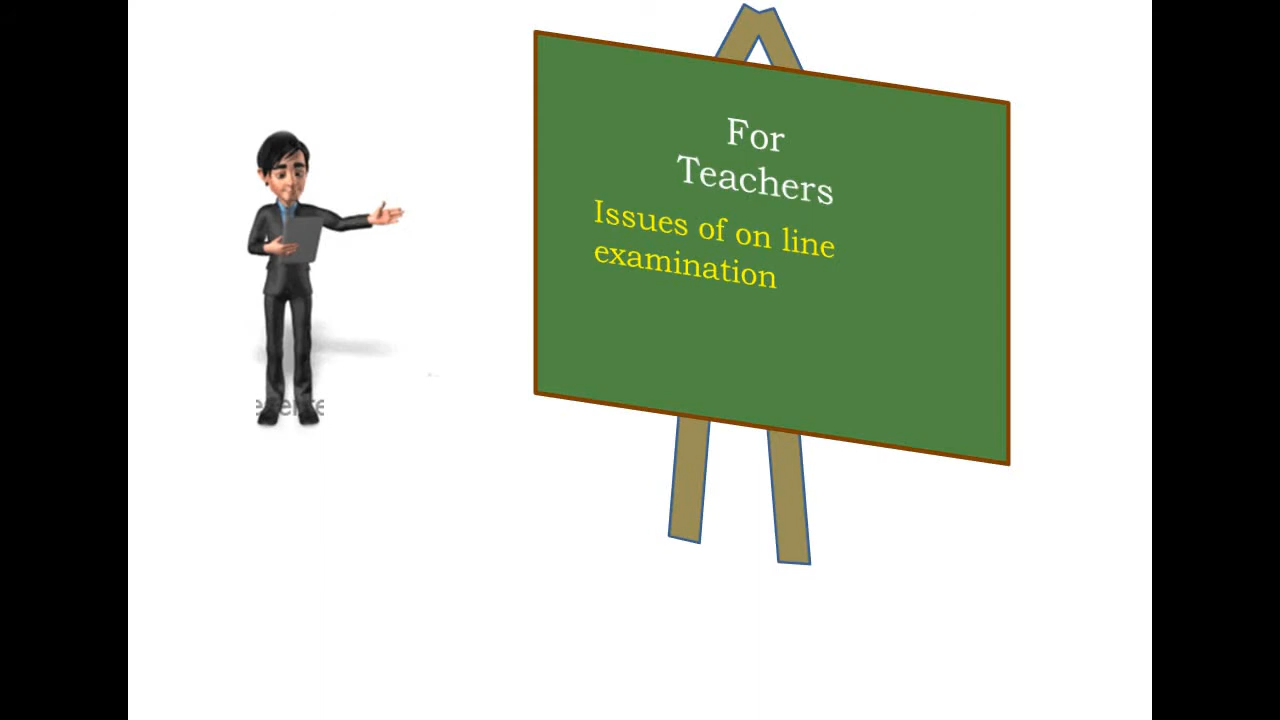 For
Teachers
Issues of on line
examination